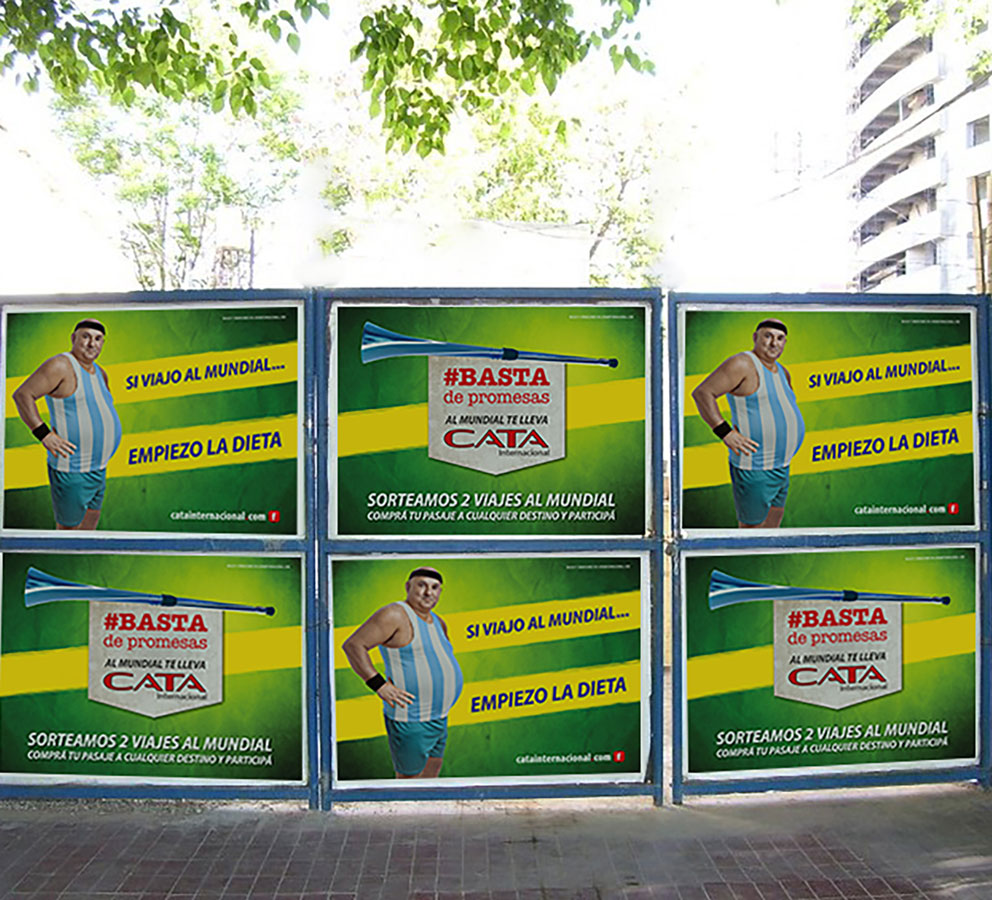 SI VIAJO AL MUNDIAL...
EMPIEZO LA DIETA
catainternacional com f
#BASTA
de promesas
AL MUNDIAL TE LLEVA
CATA
Internacional
SORTEAMOS 2 VIAJES AL MUNDIAL
COMPRÁ TU PASAJE A CUALQUIER DESTINO Y PARTICIPÁ
SI VIAJO AL MUNDIAL...
EMPIEZO LA DIETA
catainternacional com f
#BASTA
de promesas
AL MUNDIAL TE LLEVA
CATA
Internacional
SORTEAMOS 2 VIAJES AL MUNDIAL
COMPRÁ TU PASAJE A CUALQUIER DESTINO Y PARTICIPÁ
SI VIAJO AL MUNDIAL...
EMPIEZO LA DIETA
catainternacional com f
#BASTA
de promesas
AL MUNDIAL TE LLEVA
CATA
Internacional
SORTEAMOS 2 VIAJES AL MUNDIAL
COMPRÁ TU PASAJE A CUALQUIER DESTINO Y PARTICIPÁ